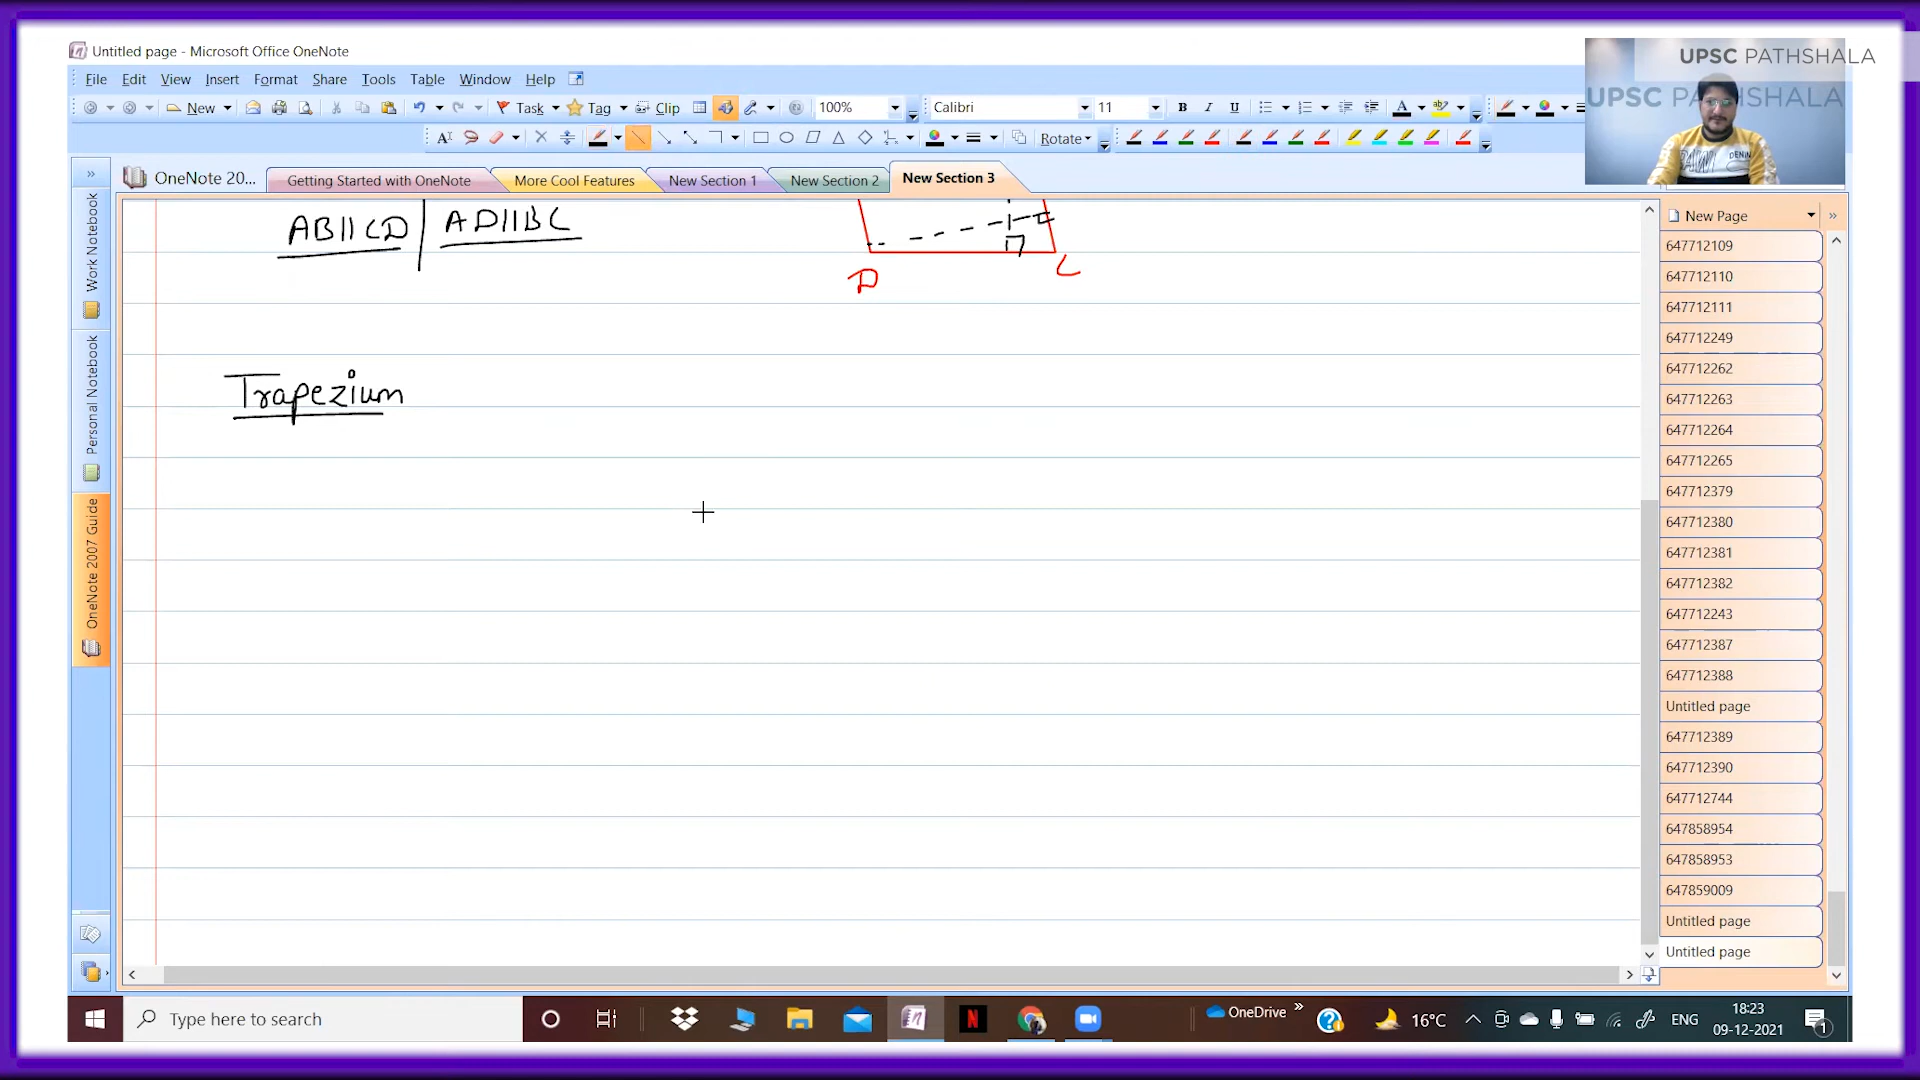 Untitled page - Microsoft Office OneNote
UPSC PATHSHALA
UPSC PATHSHALA
File Edit View Insert Format Share Tools Table Window Help
New Task Tag Clip 100% Calibri 11 B I U A
A Rotate
OneNote 20... Getting Started with OneNote More Cool Features New Section 1 New Section 2 New Section 3
Work Notebook
Personal Notebook
OneNote 2007 Guide
AB||CD AD||BC
D C
Trapezium
New Page
647712109
647712110
647712111
647712249
647712262
647712263
647712264
647712265
647712379
647712380
647712381
647712382
647712243
647712387
647712388
Untitled page
647712389
647712390
647712744
647858954
647858953
647859009
Untitled page
Untitled page
Type here to search
OneDrive
16°C
ENG
18:23
09-12-2021
1